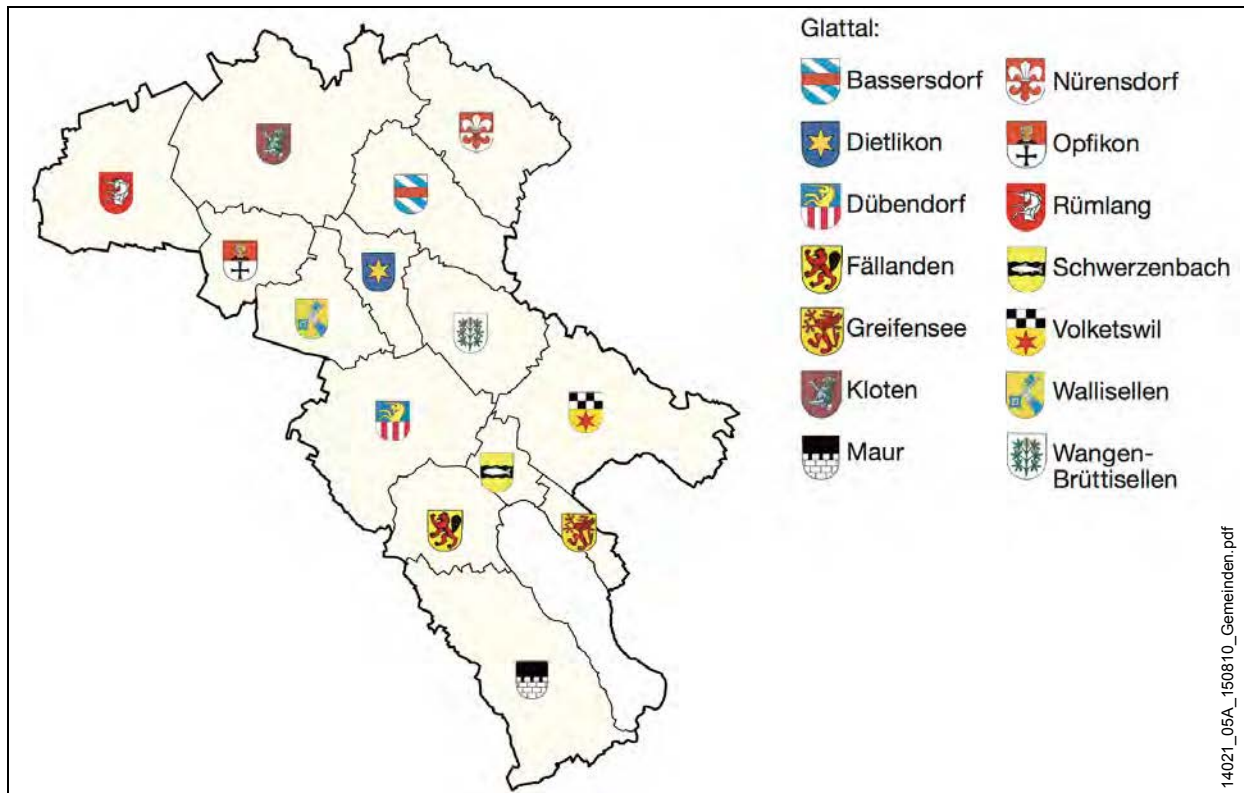 Glattal:
Bassersdorf
Dietlikon
Dübendorf
Fällanden
Greifensee
Kloten
Maur
Nürensdorf
Opfikon
Rümlang
Schwerzenbach
Volketswil
Wallisellen
Wangen-
Brüttisellen
14021_05A_150810_Gemeinden.pdf